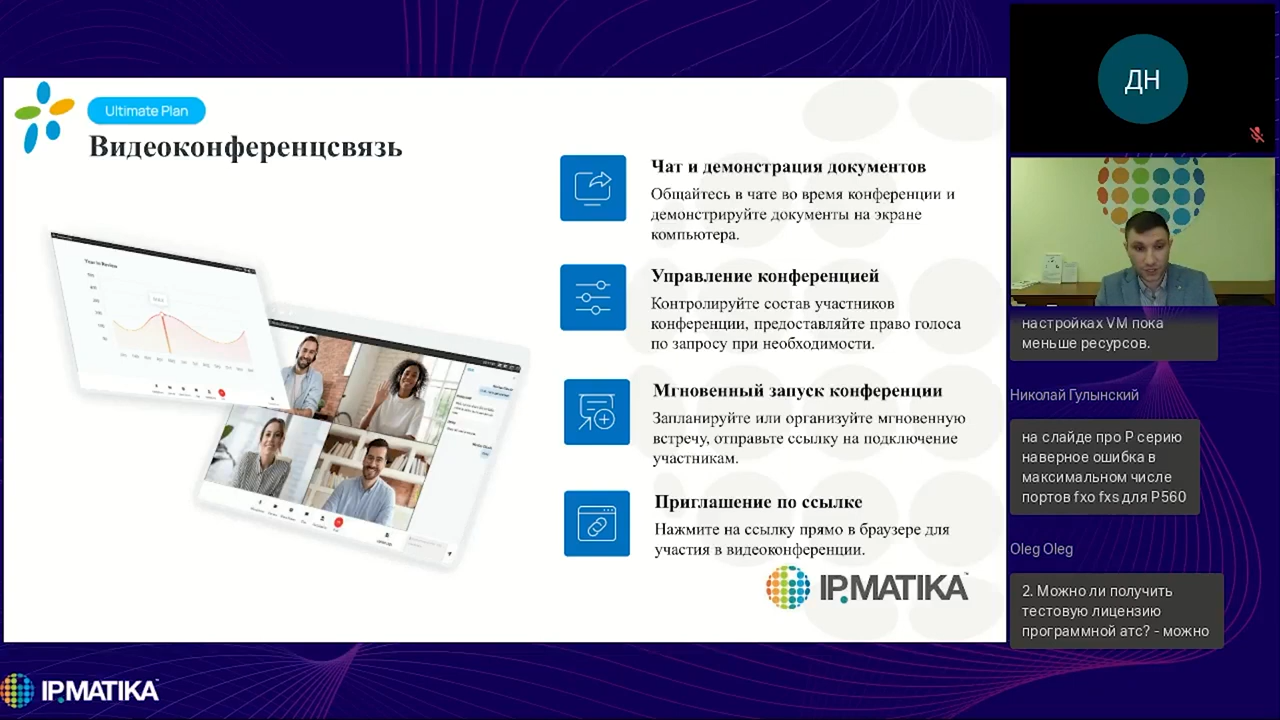 Ultimate Plan
Видеоконференцсвязь
Чат и демонстрация документов
Общайтесь в чате во время конференции и
демонстрируйте документы на экране
компьютера.
Управление конференцией
Контролируйте состав участников
конференции, предоставляйте право голоса
по запросу при необходимости.
Мгновенный запуск конференции
Запланируйте или организуйте мгновенную
встречу, отправьте ссылку на подключение
участникам.
Приглашение по ссылке
Нажмите на ссылку прямо в браузере для
участия в видеоконференции.
IPMATIKA
IPMATIKA
ДН
настройках VM пока
меньше ресурсов.
Николай Гулынский
на слайде про P серию
наверное ошибка в
максимальном числе
портов fxo fxs для P560
Oleg Oleg
2. Можно ли получить
тестовую лицензию
программной атс? - можно